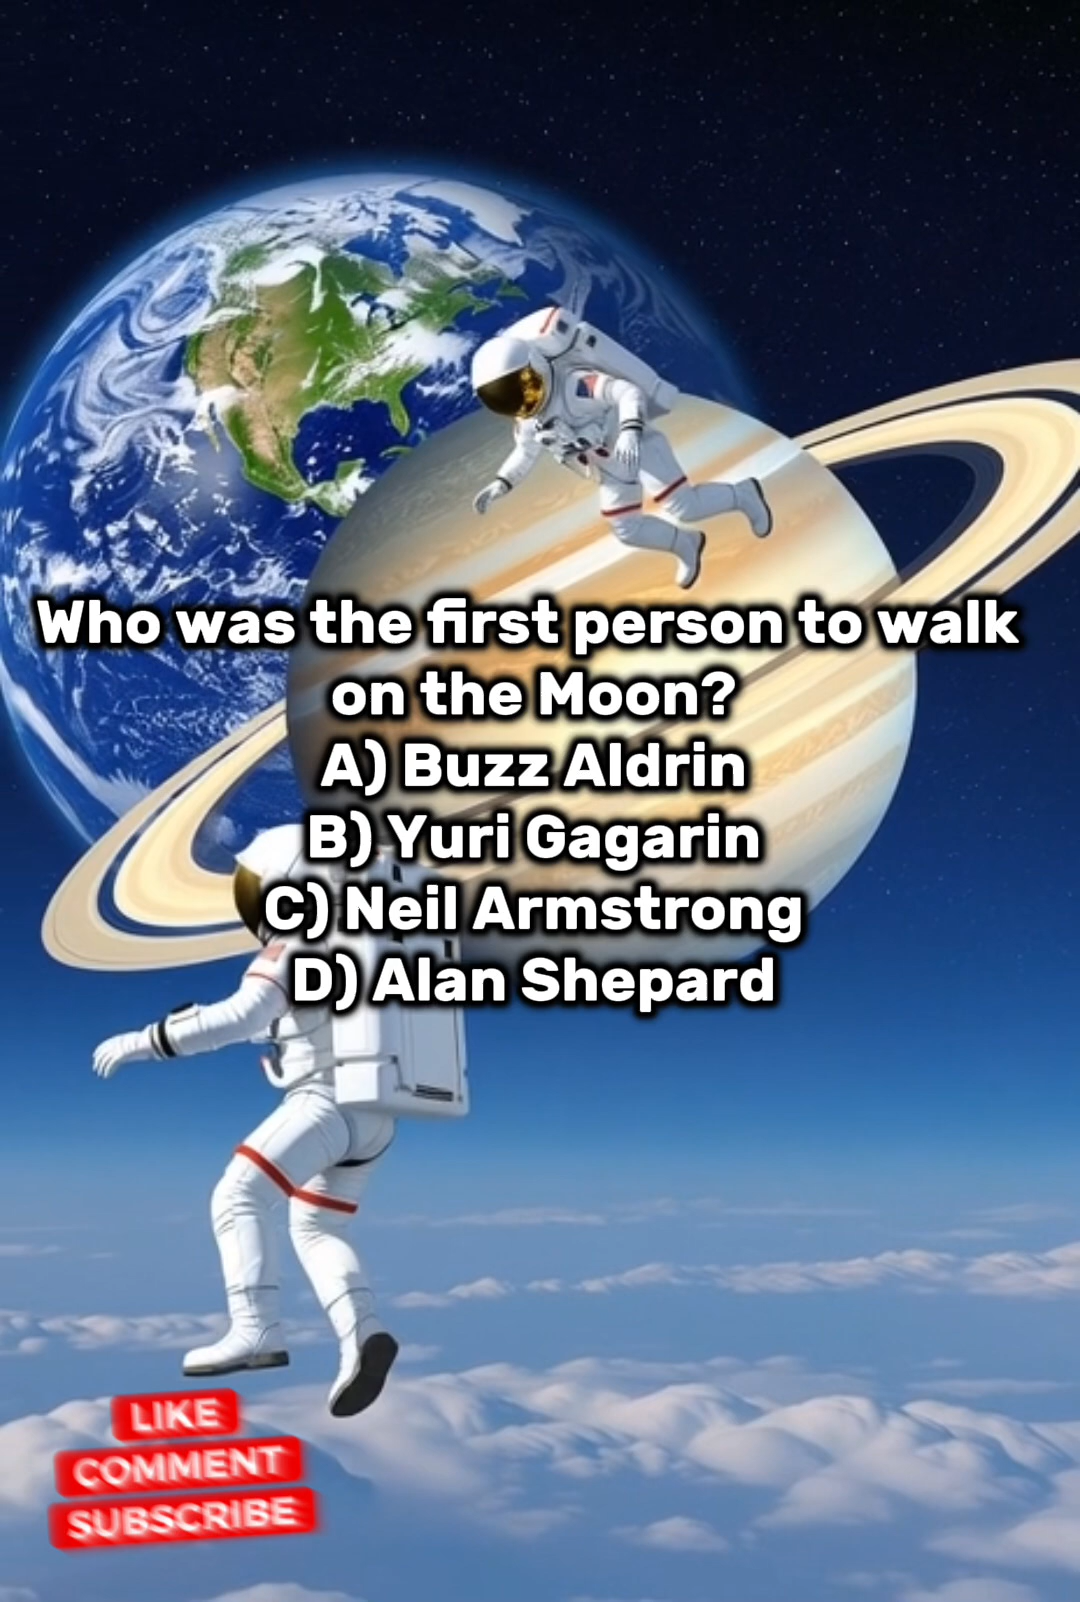 Who was the first person to walk
on the Moon?
A) Buzz Aldrin
B) Yuri Gagarin
C) Neil Armstrong
D) Alan Shepard
LIKE
COMMENT
SUBSCRIBE